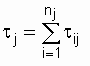 τj = ∑_{i=1}^{nj} τij